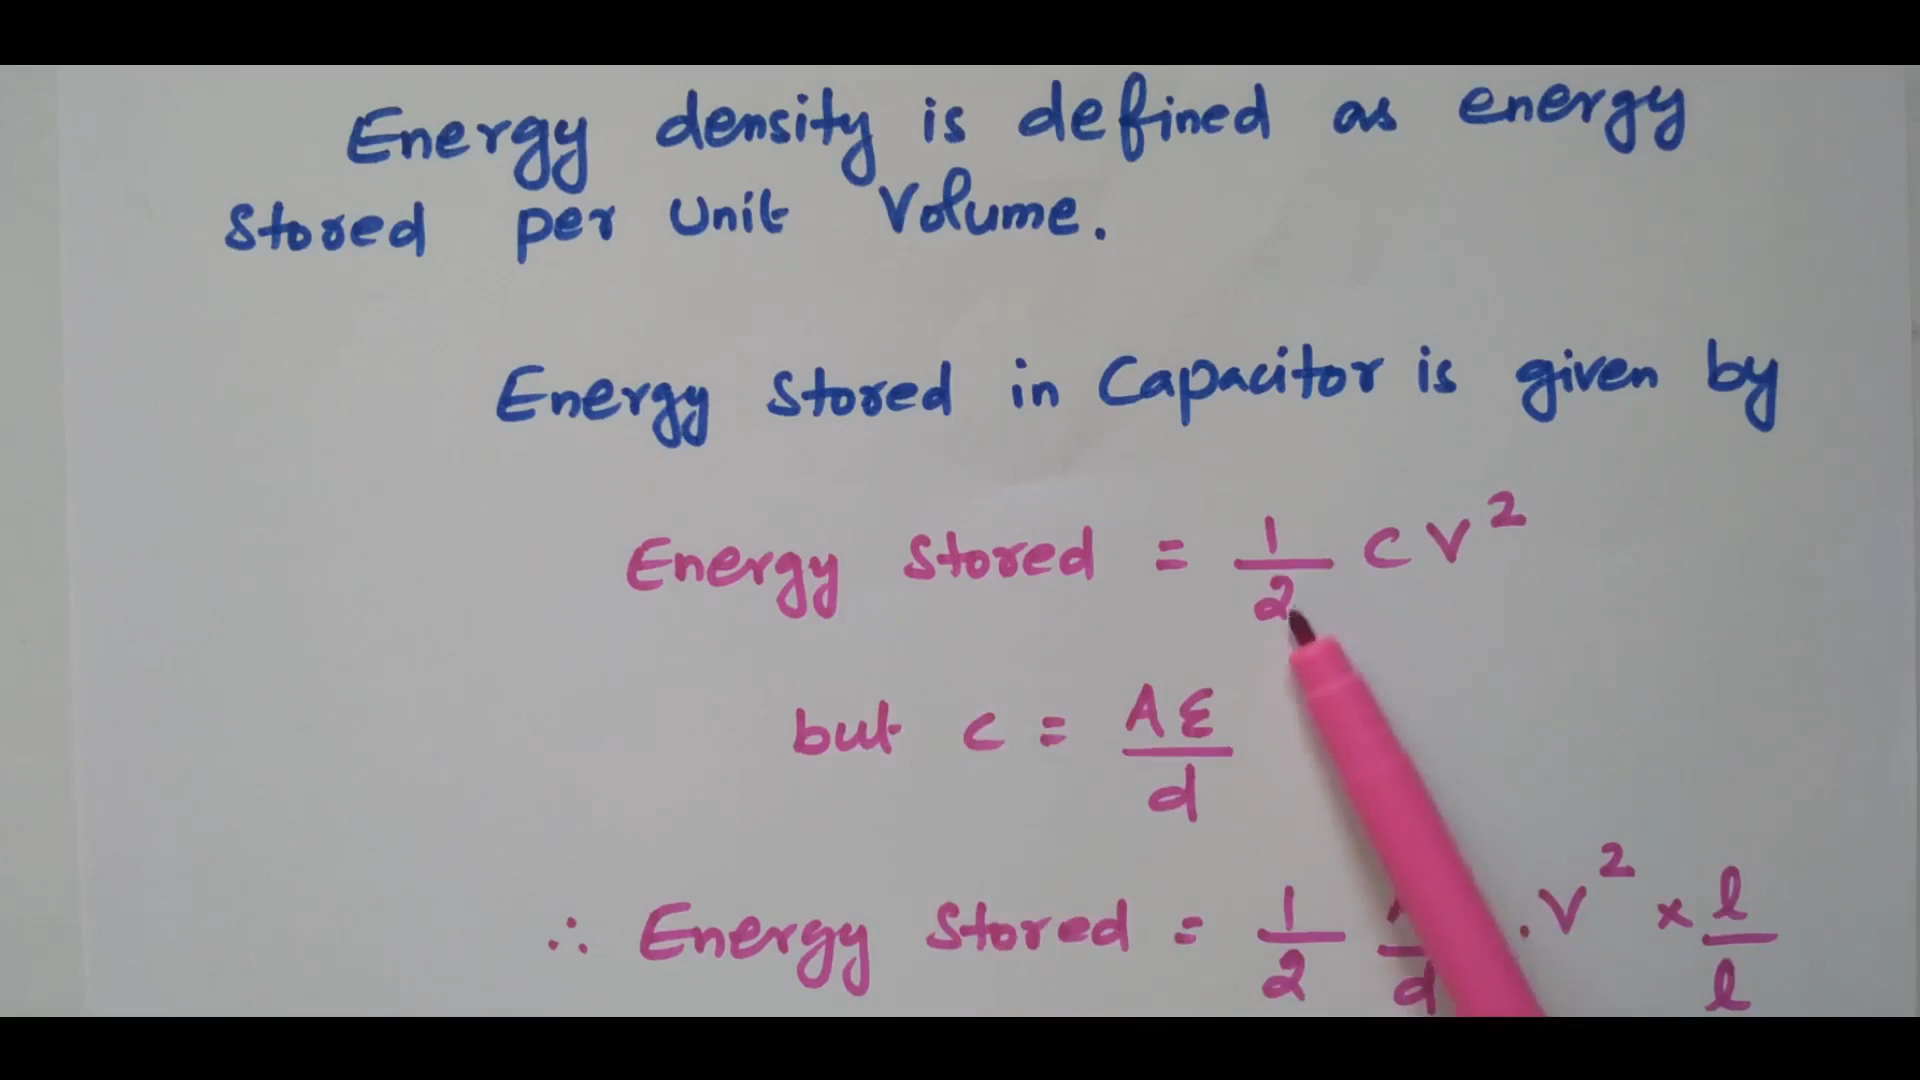 Energy density is defined as energy
Stored per Unit Volume.
Energy Stored in Capacitor is given by
Energy Stored = 1/2 C V²
but C = Aε/d
∴ Energy Stored = 1/2 /d . V² × l/l